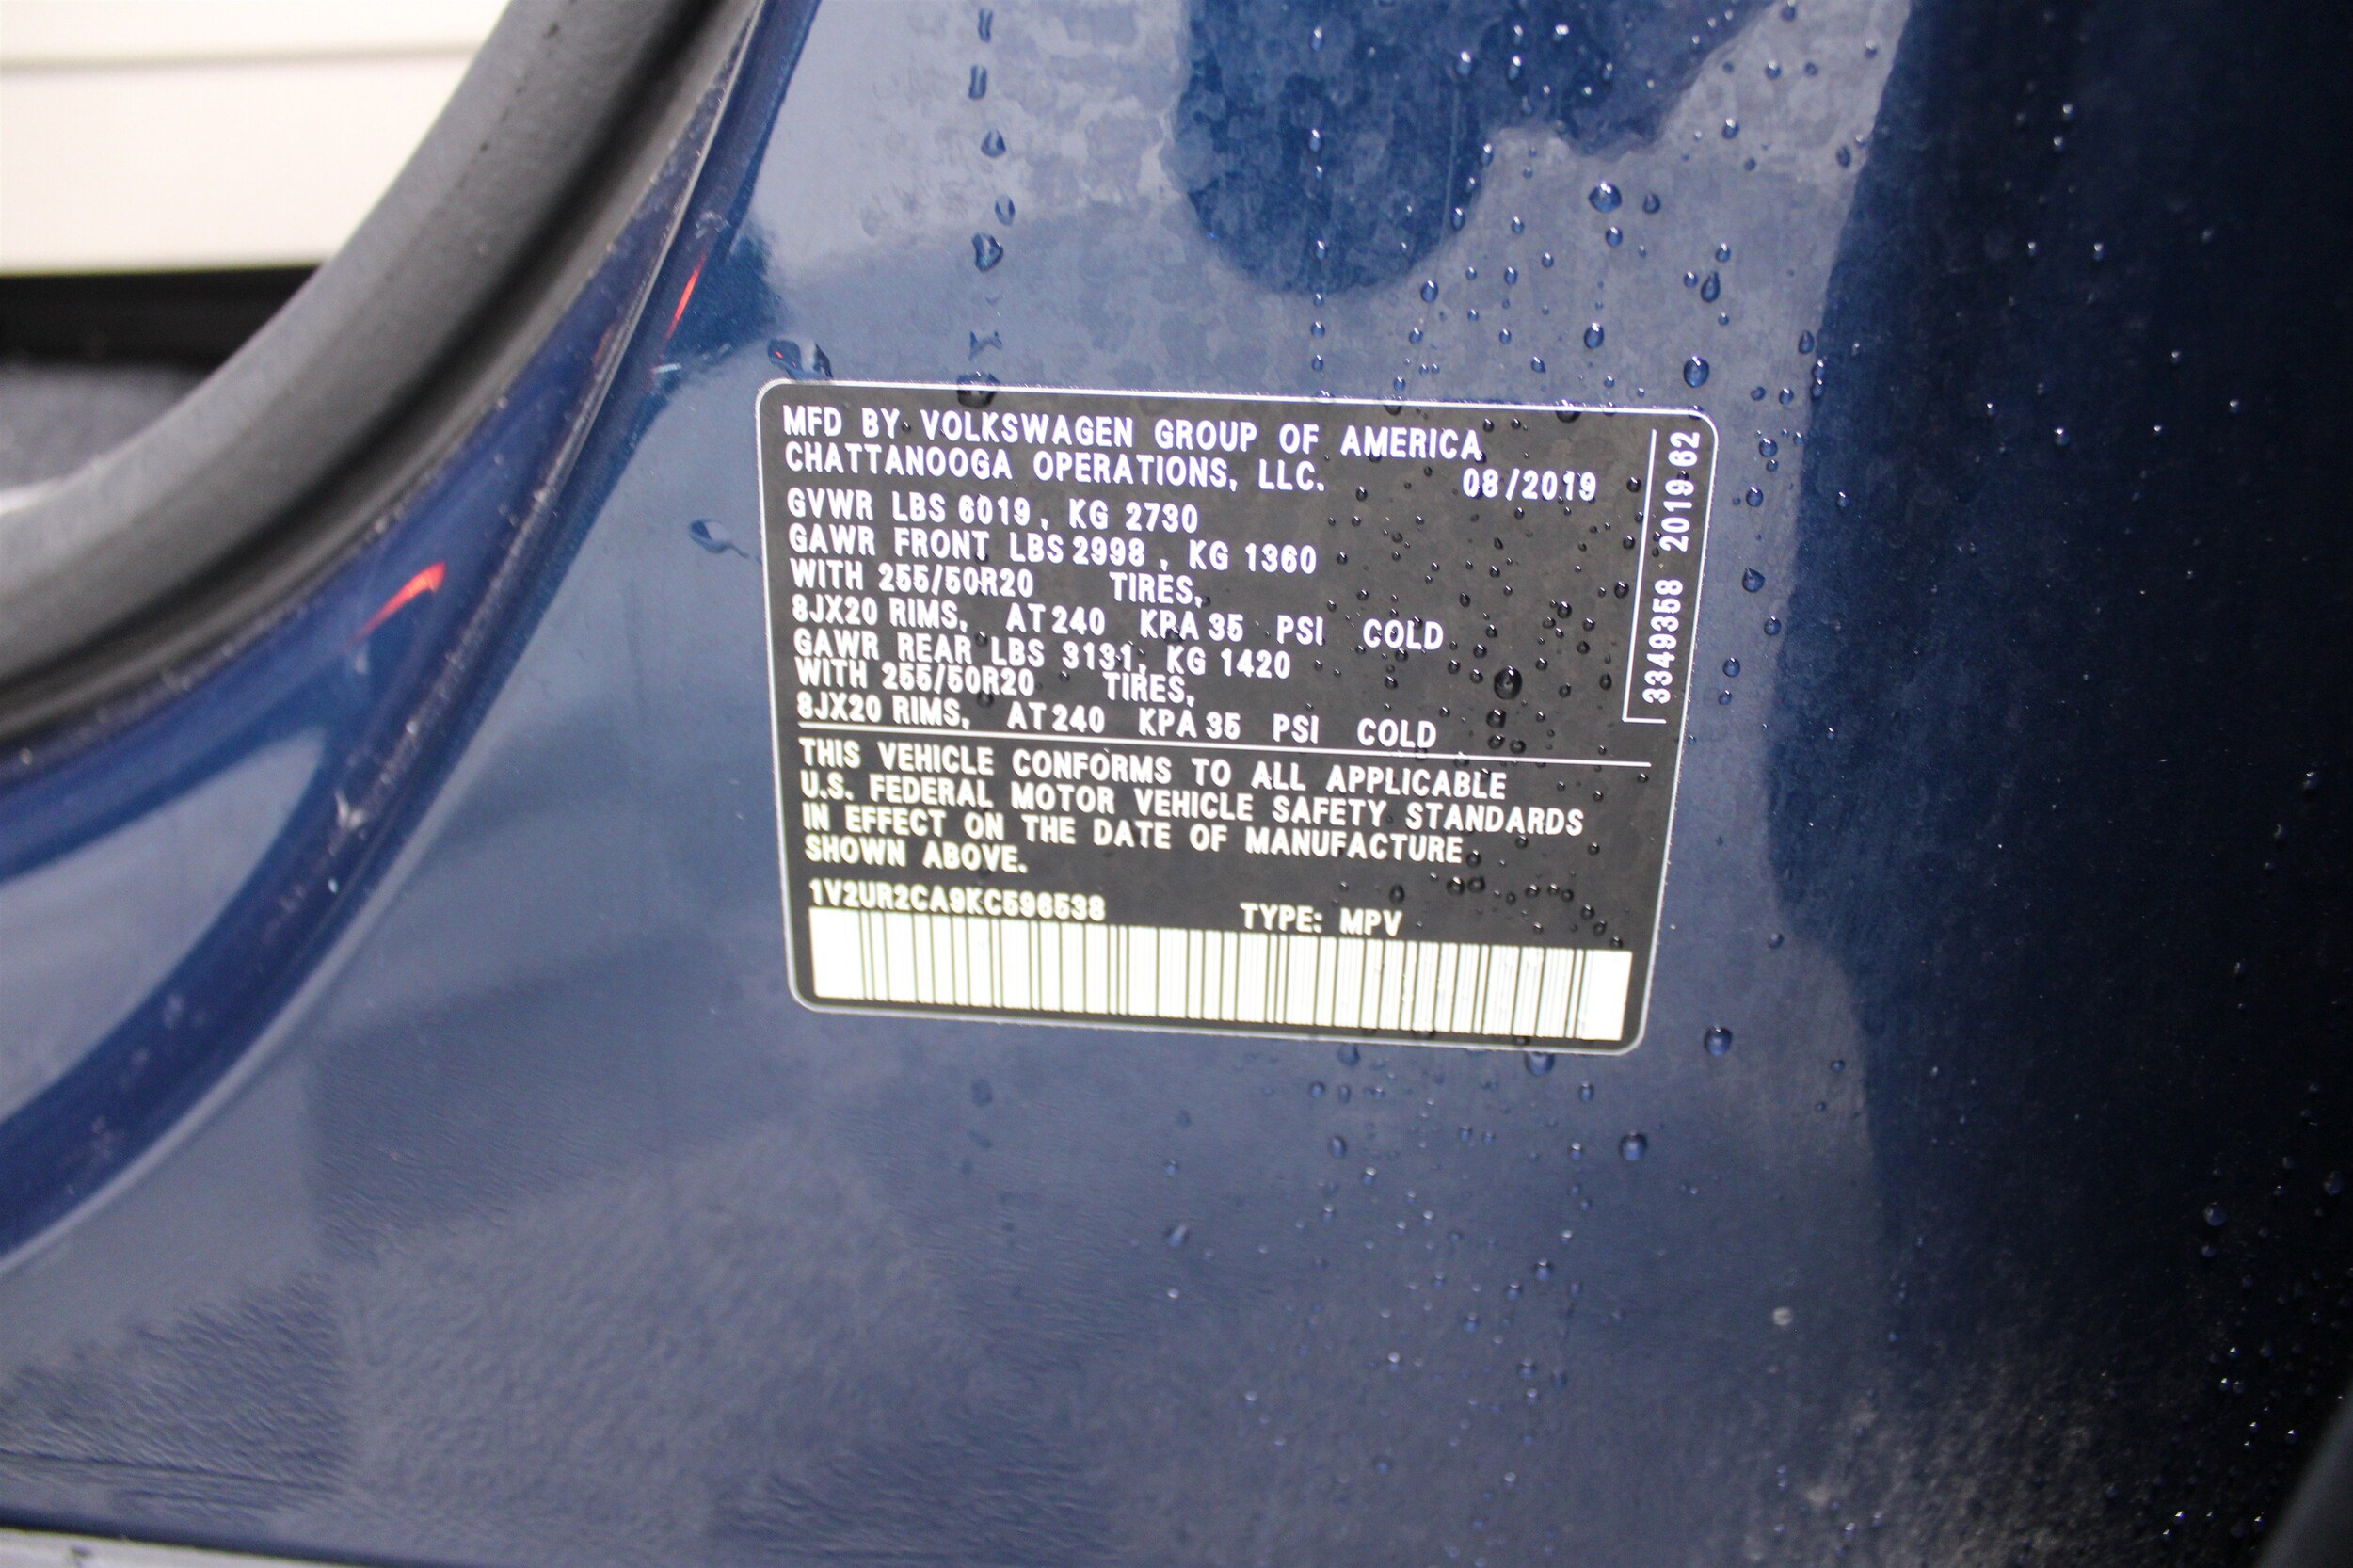 MFD BY VOLKSWAGEN GROUP OF AMERICA
CHATTANOOGA OPERATIONS, LLC. 08/2019
GVWR LBS 6019, KG 2730
GAWR FRONT LBS 2998, KG 1360
WITH 255/50R20 TIRES,
8JX20 RIMS, AT 240 KPA 35 PSI COLD
GAWR REAR LBS 3131, KG 1420
WITH 255/50R20 TIRES,
8JX20 RIMS, AT 240 KPA 35 PSI COLD
THIS VEHICLE CONFORMS TO ALL APPLICABLE
U.S. FEDERAL MOTOR VEHICLE SAFETY STANDARDS
IN EFFECT ON THE DATE OF MANUFACTURE
SHOWN ABOVE.
1V2UR2CA9KC596538 TYPE: MPV
3349358 2019 62